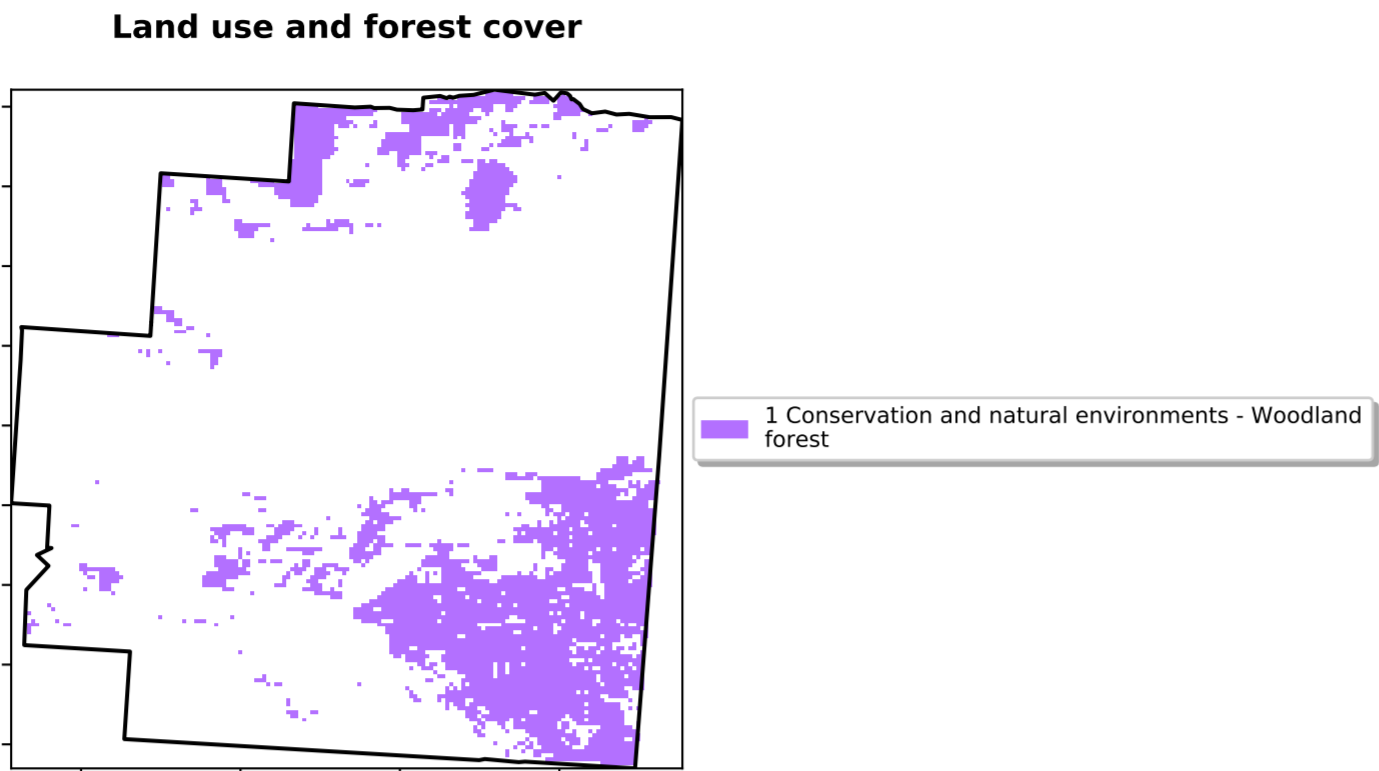 Land use and forest cover
1 Conservation and natural environments - Woodland
forest